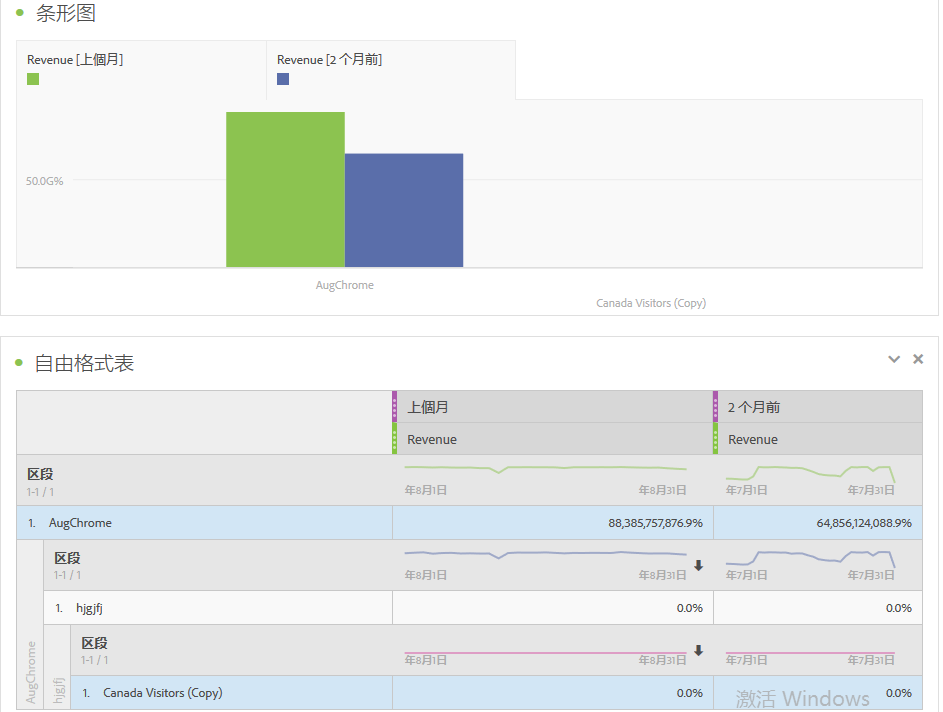 条形图
Revenue [上個月]
Revenue [2 个月前]
50.0G%
AugChrome
Canada Visitors (Copy)
自由格式表
上個月
2 个月前
Revenue
Revenue
区段
1-1 / 1
年8月1日
年8月31日
年7月1日
年7月31日
1. AugChrome
88,385,757,876.9%
64,856,124,088.9%
区段
1-1 / 1
年8月1日
年8月31日
年7月1日
年7月31日
1. hjgjfj
0.0%
0.0%
区段
1-1 / 1
年8月1日
年8月31日
年7月1日
年7月31日
AugChrome
hjgjfj
1. Canada Visitors (Copy)
0.0%
0.0%
激活 Windows